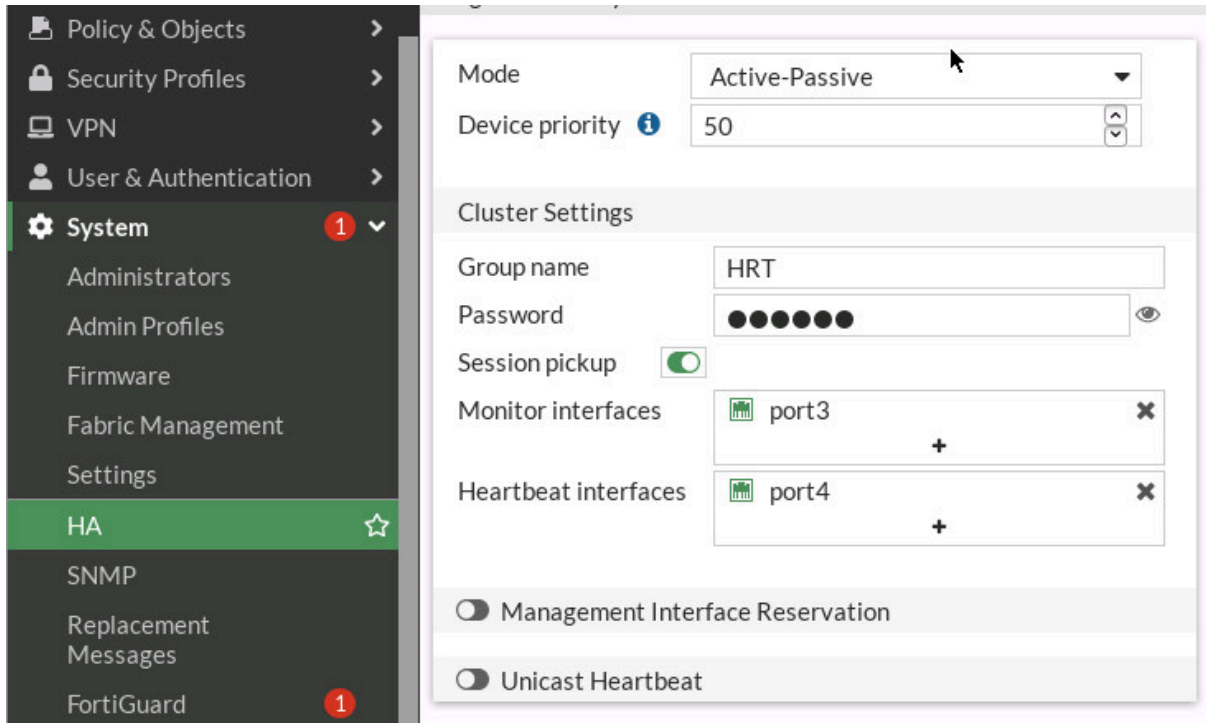 Policy & Objects
Security Profiles
VPN
User & Authentication
System 1
Administrators
Admin Profiles
Firmware
Fabric Management
Settings
HA
SNMP
Replacement
Messages
FortiGuard 1
Mode Active-Passive
Device priority 50
Cluster Settings
Group name HRT
Password ●●●●●●
Session pickup
Monitor interfaces port3
+
Heartbeat interfaces port4
+
Management Interface Reservation
Unicast Heartbeat